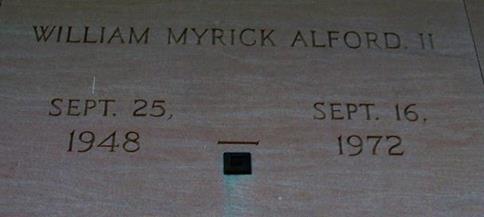 WILLIAM MYRICK ALFORD. II
SEPT. 25, SEPT. 16,
1948 — 1972